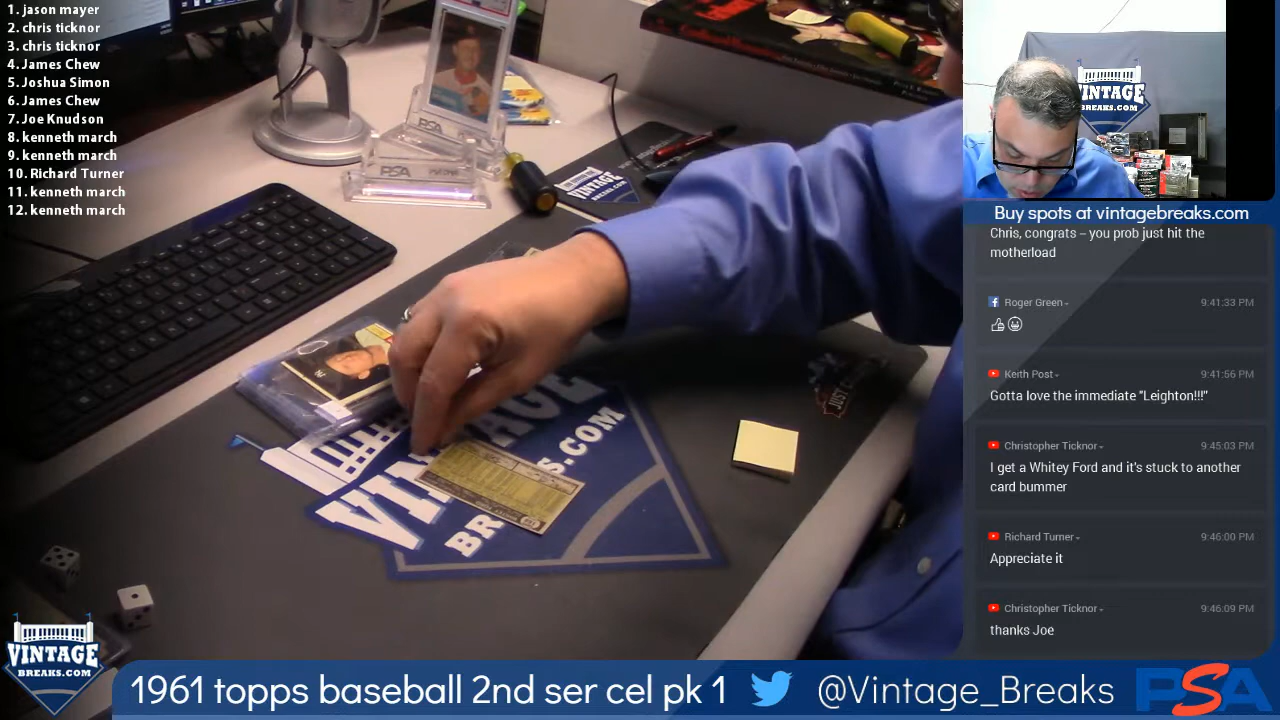 1. jason mayer
2. chris ticknor
3. chris ticknor
4. James Chew
5. Joshua Simon
6. James Chew
7. Joe Knudson
8. kenneth march
9. kenneth march
10. Richard Turner
11. kenneth march
12. kenneth march
PSA
PSA
VINTAGE
VINTAGE
BREAKS.COM
VINTAGE
BREAKS.COM
Buy spots at vintagebreaks.com
Chris, congrats – you prob just hit the
motherload
Roger Green
9:41:33 PM
Keith Post
9:41:56 PM
Gotta love the immediate "Leighton!!!"
Christopher Ticknor
9:45:03 PM
I get a Whitey Ford and it's stuck to another
card bummer
Richard Turner
9:46:00 PM
Appreciate it
Christopher Ticknor
9:46:09 PM
thanks Joe
VINTAGE
BREAKS.COM
1961 topps baseball 2nd ser cel pk 1
@Vintage_Breaks
PSA